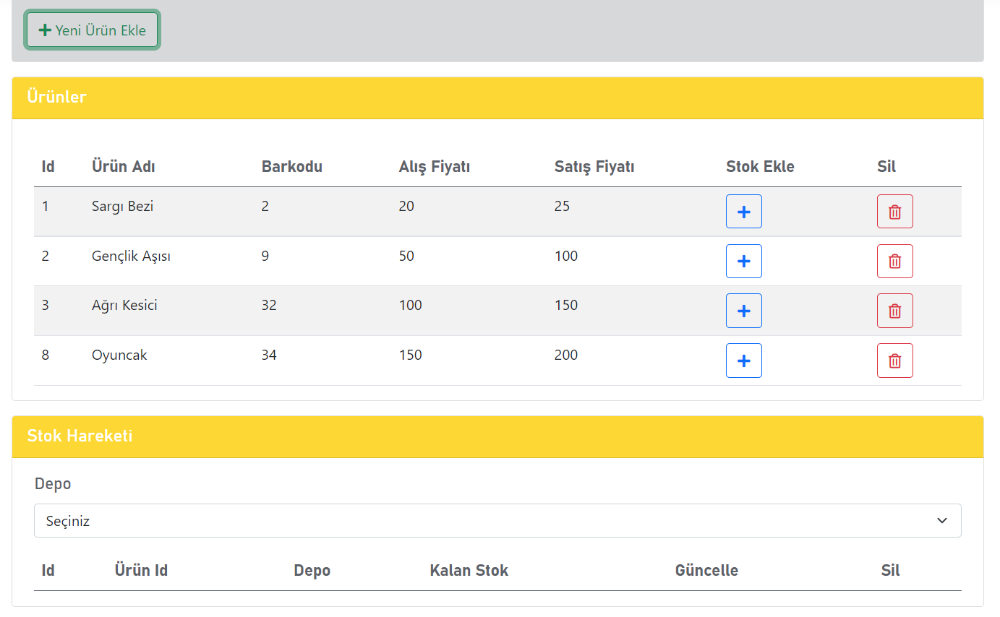 Yeni Ürün Ekle
Ürünler
Id Ürün Adı Barkodu Alış Fiyatı Satış Fiyatı Stok Ekle Sil
1 Sargı Bezi 2 20 25
2 Gençlik Aşısı 9 50 100
3 Ağrı Kesici 32 100 150
8 Oyuncak 34 150 200
Stok Hareketi
Depo
Seçiniz
Id Ürün Id Depo Kalan Stok Güncelle Sil